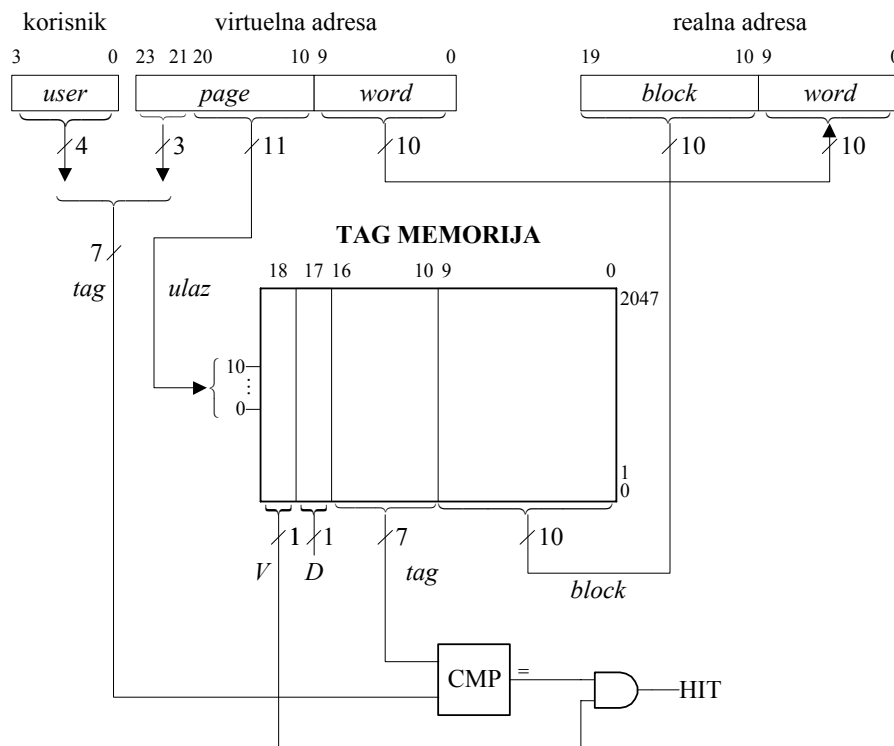 korisnik virtuelna adresa realna adresa
3 0 23 21 20 10 9 0 19 10 9 0
user page word block word
4 3 11 10 10 10
TAG MEMORIJA
7
tag ulaz
18 17 16 10 9 0
2047
10
⋮
0
1
0
1 1 7 10
V D tag block
CMP = HIT